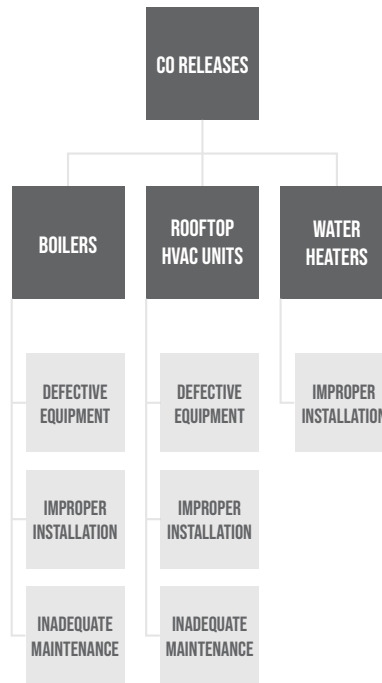 CO RELEASES
BOILERS
ROOFTOP
HVAC UNITS
WATER
HEATERS
DEFECTIVE
EQUIPMENT
DEFECTIVE
EQUIPMENT
IMPROPER
INSTALLATION
IMPROPER
INSTALLATION
IMPROPER
INSTALLATION
INADEQUATE
MAINTENANCE
INADEQUATE
MAINTENANCE